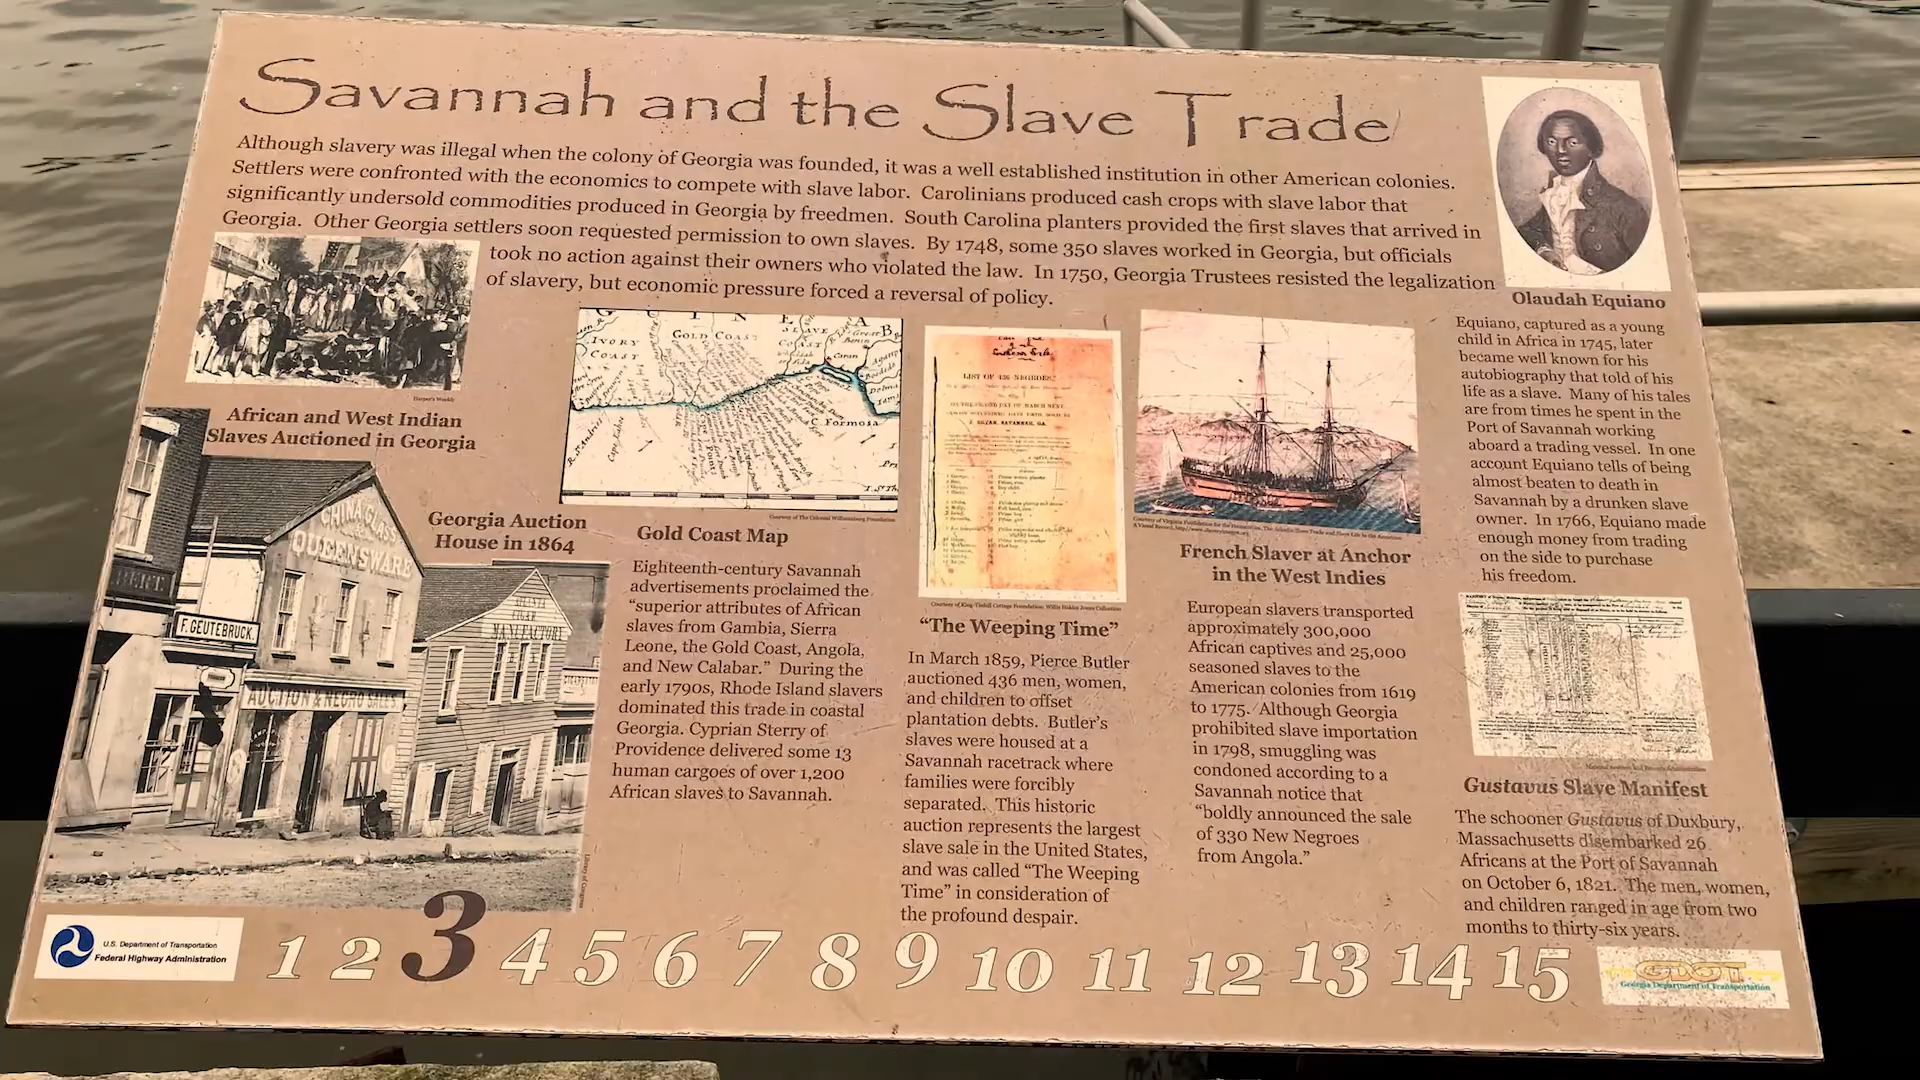 Savannah and the Slave Trade
Although slavery was illegal when the colony of Georgia was founded, it was a well established institution in other American colonies.
Settlers were confronted with the economics to compete with slave labor. Carolinians produced cash crops with slave labor that
significantly undersold commodities produced in Georgia by freedmen. South Carolina planters provided the first slaves that arrived in
Georgia. Other Georgia settlers soon requested permission to own slaves. By 1748, some 350 slaves worked in Georgia, but officials
took no action against their owners who violated the law. In 1750, Georgia Trustees resisted the legalization
of slavery, but economic pressure forced a reversal of policy.
Harper's Weekly
African and West Indian
Slaves Auctioned in Georgia
Georgia Auction
House in 1864
CHINA GLASS
QUEENSWARE
F. GEUTEBRUCK.
AUCTION & NEGRO SALES.
MANUFACTORY
Library of Congress
GUINEA
IVORY
COAST
GOLD COAST
SLAVE
COAST
C Formosa
Courtesy of The Colonial Williamsburg Foundation
Gold Coast Map
Eighteenth-century Savannah
advertisements proclaimed the
“superior attributes of African
slaves from Gambia, Sierra
Leone, the Gold Coast, Angola,
and New Calabar.” During the
early 1790s, Rhode Island slavers
dominated this trade in coastal
Georgia. Cyprian Sterry of
Providence delivered some 13
human cargoes of over 1,200
African slaves to Savannah.
LIST OF 436 NEGROES,
“The Weeping Time”
In March 1859, Pierce Butler
auctioned 436 men, women,
and children to offset
plantation debts. Butler’s
slaves were housed at a
Savannah racetrack where
families were forcibly
separated. This historic
auction represents the largest
slave sale in the United States,
and was called “The Weeping
Time” in consideration of
the profound despair.
French Slaver at Anchor
in the West Indies
European slavers transported
approximately 300,000
African captives and 25,000
seasoned slaves to the
American colonies from 1619
to 1775. Although Georgia
prohibited slave importation
in 1798, smuggling was
condoned according to a
Savannah notice that
“boldly announced the sale
of 330 New Negroes
from Angola.”
Olaudah Equiano
Equiano, captured as a young
child in Africa in 1745, later
became well known for his
autobiography that told of his
life as a slave. Many of his tales
are from times he spent in the
Port of Savannah working
aboard a trading vessel. In one
account Equiano tells of being
almost beaten to death in
Savannah by a drunken slave
owner. In 1766, Equiano made
enough money from trading
on the side to purchase
his freedom.
Gustavus Slave Manifest
The schooner Gustavus of Duxbury,
Massachusetts disembarked 26
Africans at the Port of Savannah
on October 6, 1821. The men, women,
and children ranged in age from two
months to thirty-six years.
U.S. Department of Transportation
Federal Highway Administration
1 2 3 4 5 6 7 8 9 10 11 12 13 14 15
GDOT
Georgia Department of Transportation